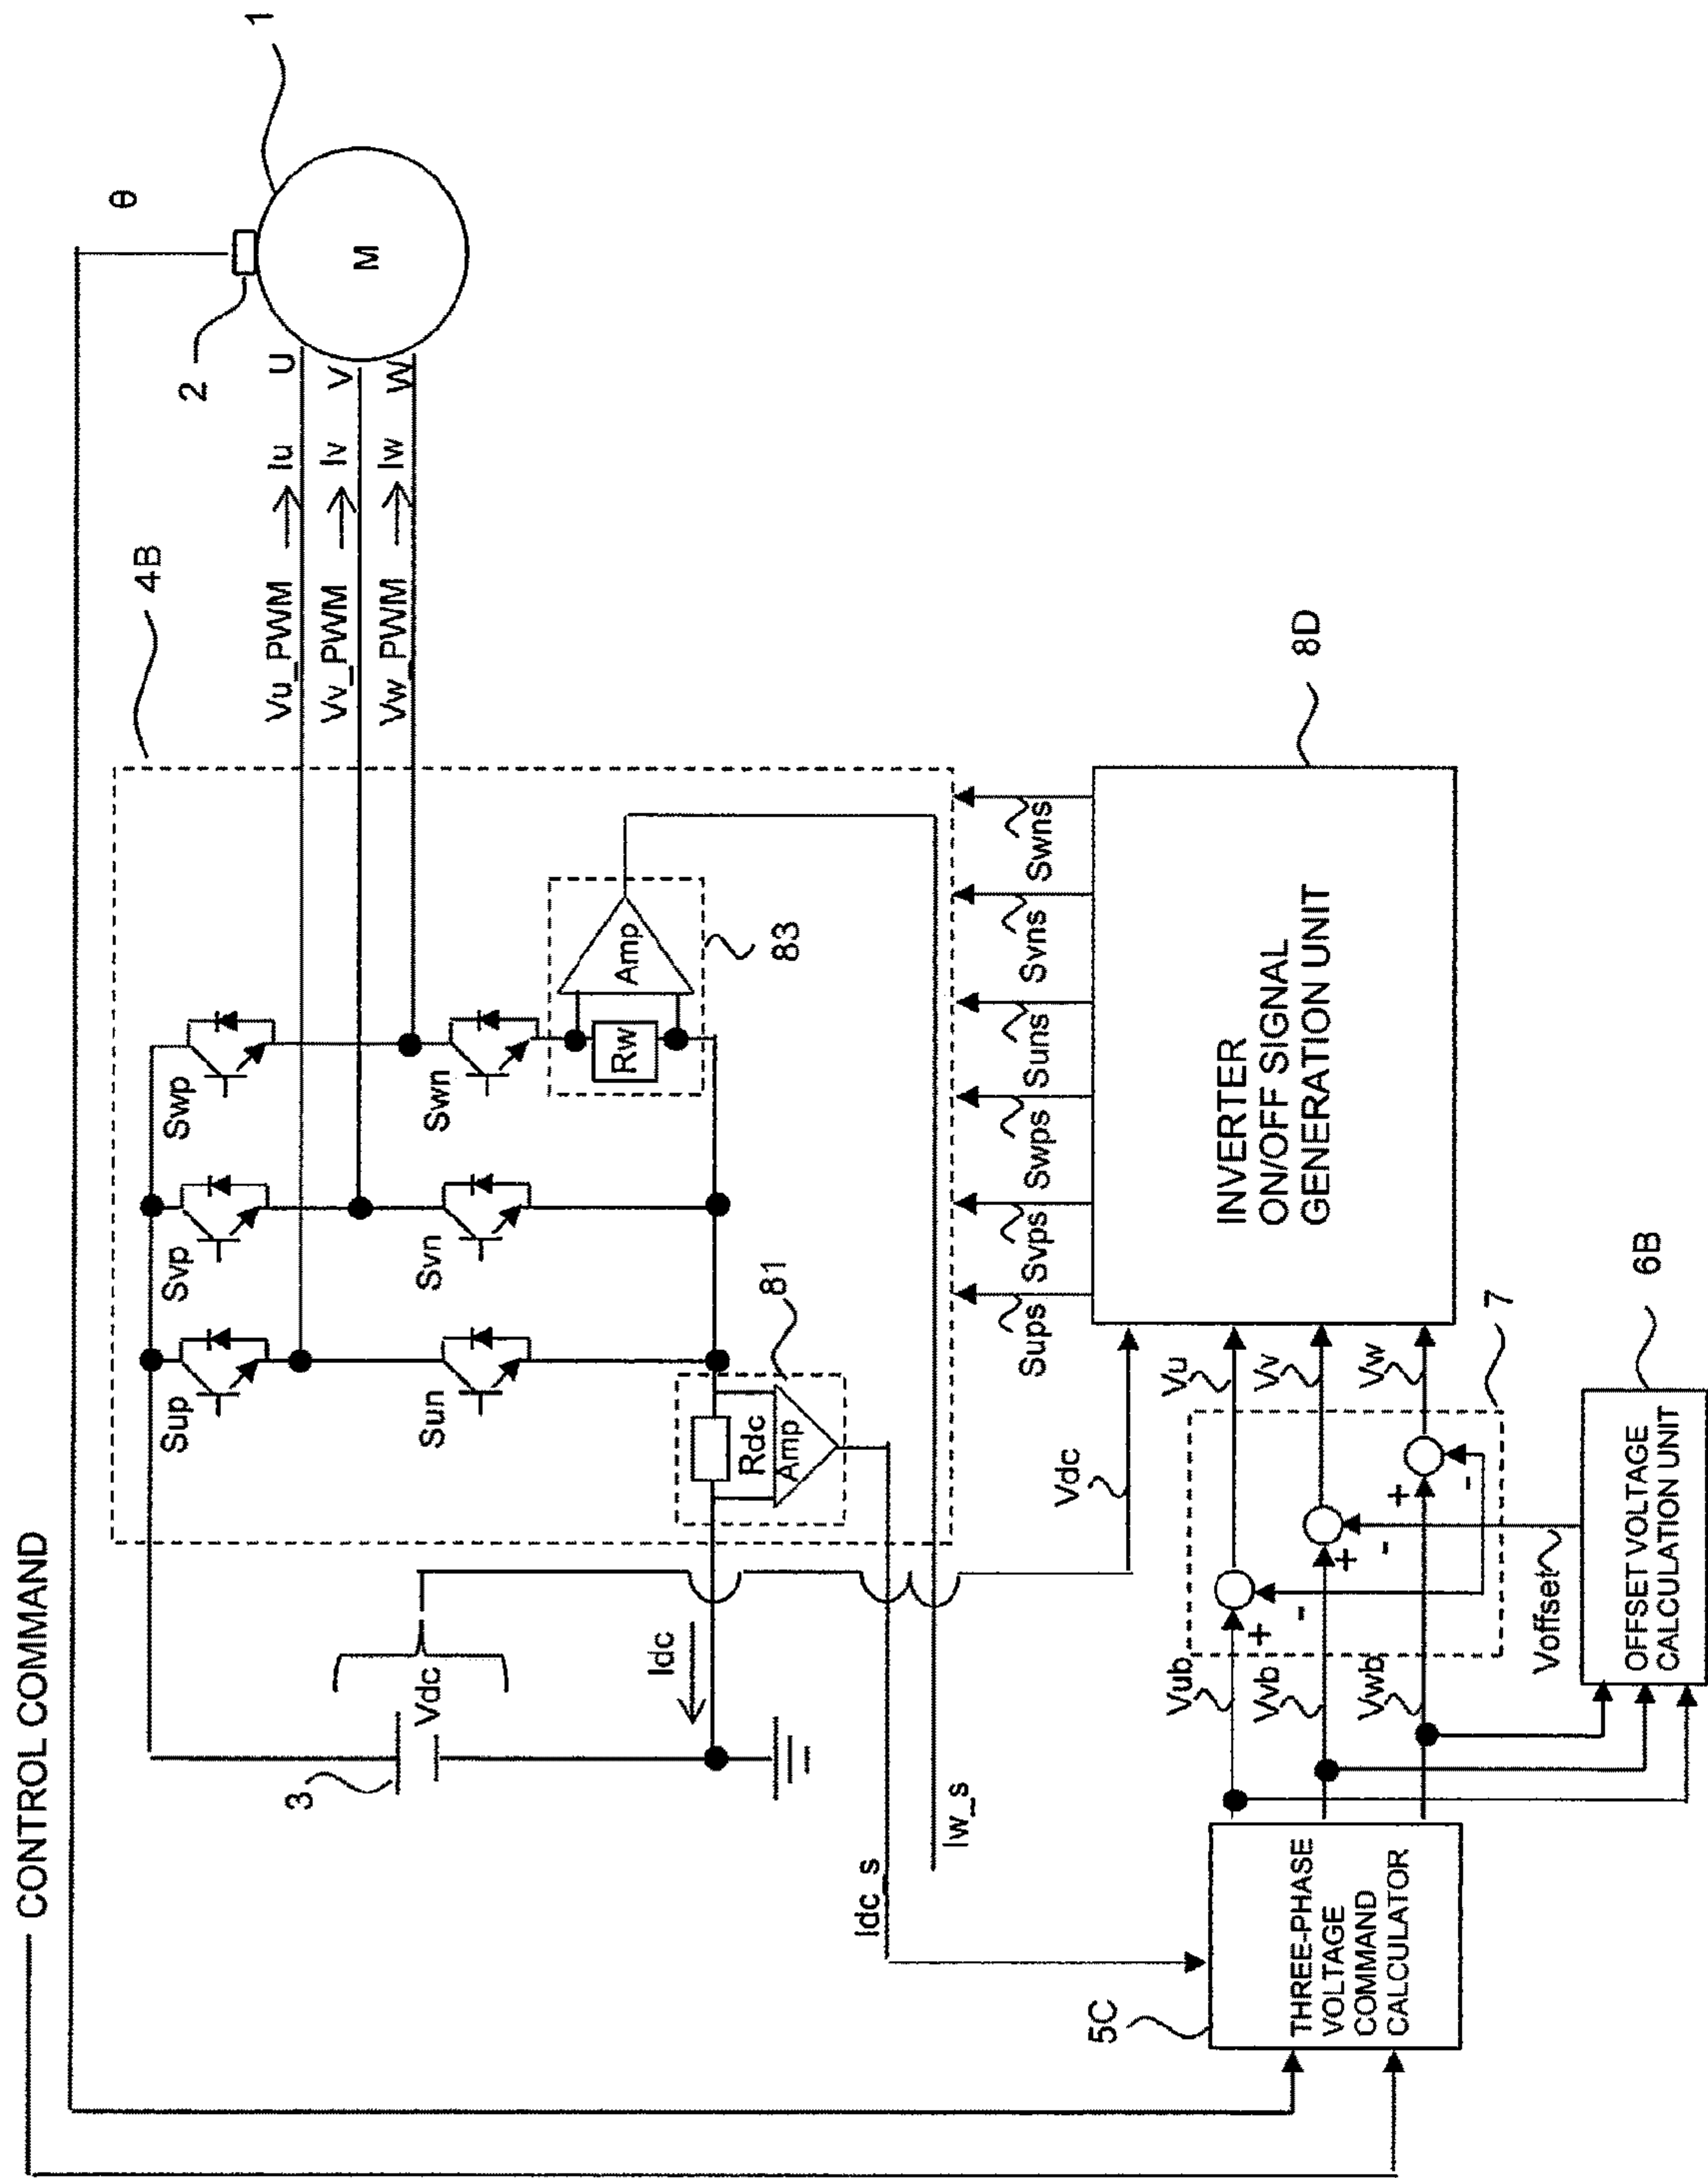 CONTROL COMMAND
θ
1
2
M
U
V
W
Vu_PWM
Iu
Vv_PWM
Iv
Vw_PWM
Iw
4B
Sup
Svp
Swp
Sun
Svn
Swn
Rw
Amp
83
Rdc
Amp
81
3
Vdc
Idc
Idc_s
Iw_s
Vdc
Sups
Svps
Swps
Suns
Svns
Swns
INVERTER
ON/OFF SIGNAL
GENERATION UNIT
8D
5C
THREE-PHASE
VOLTAGE
COMMAND
CALCULATOR
Vub
Vvb
Vwb
+
-
+
-
+
-
Vu
Vv
Vw
7
Voffset
OFFSET VOLTAGE
CALCULATION UNIT
6B